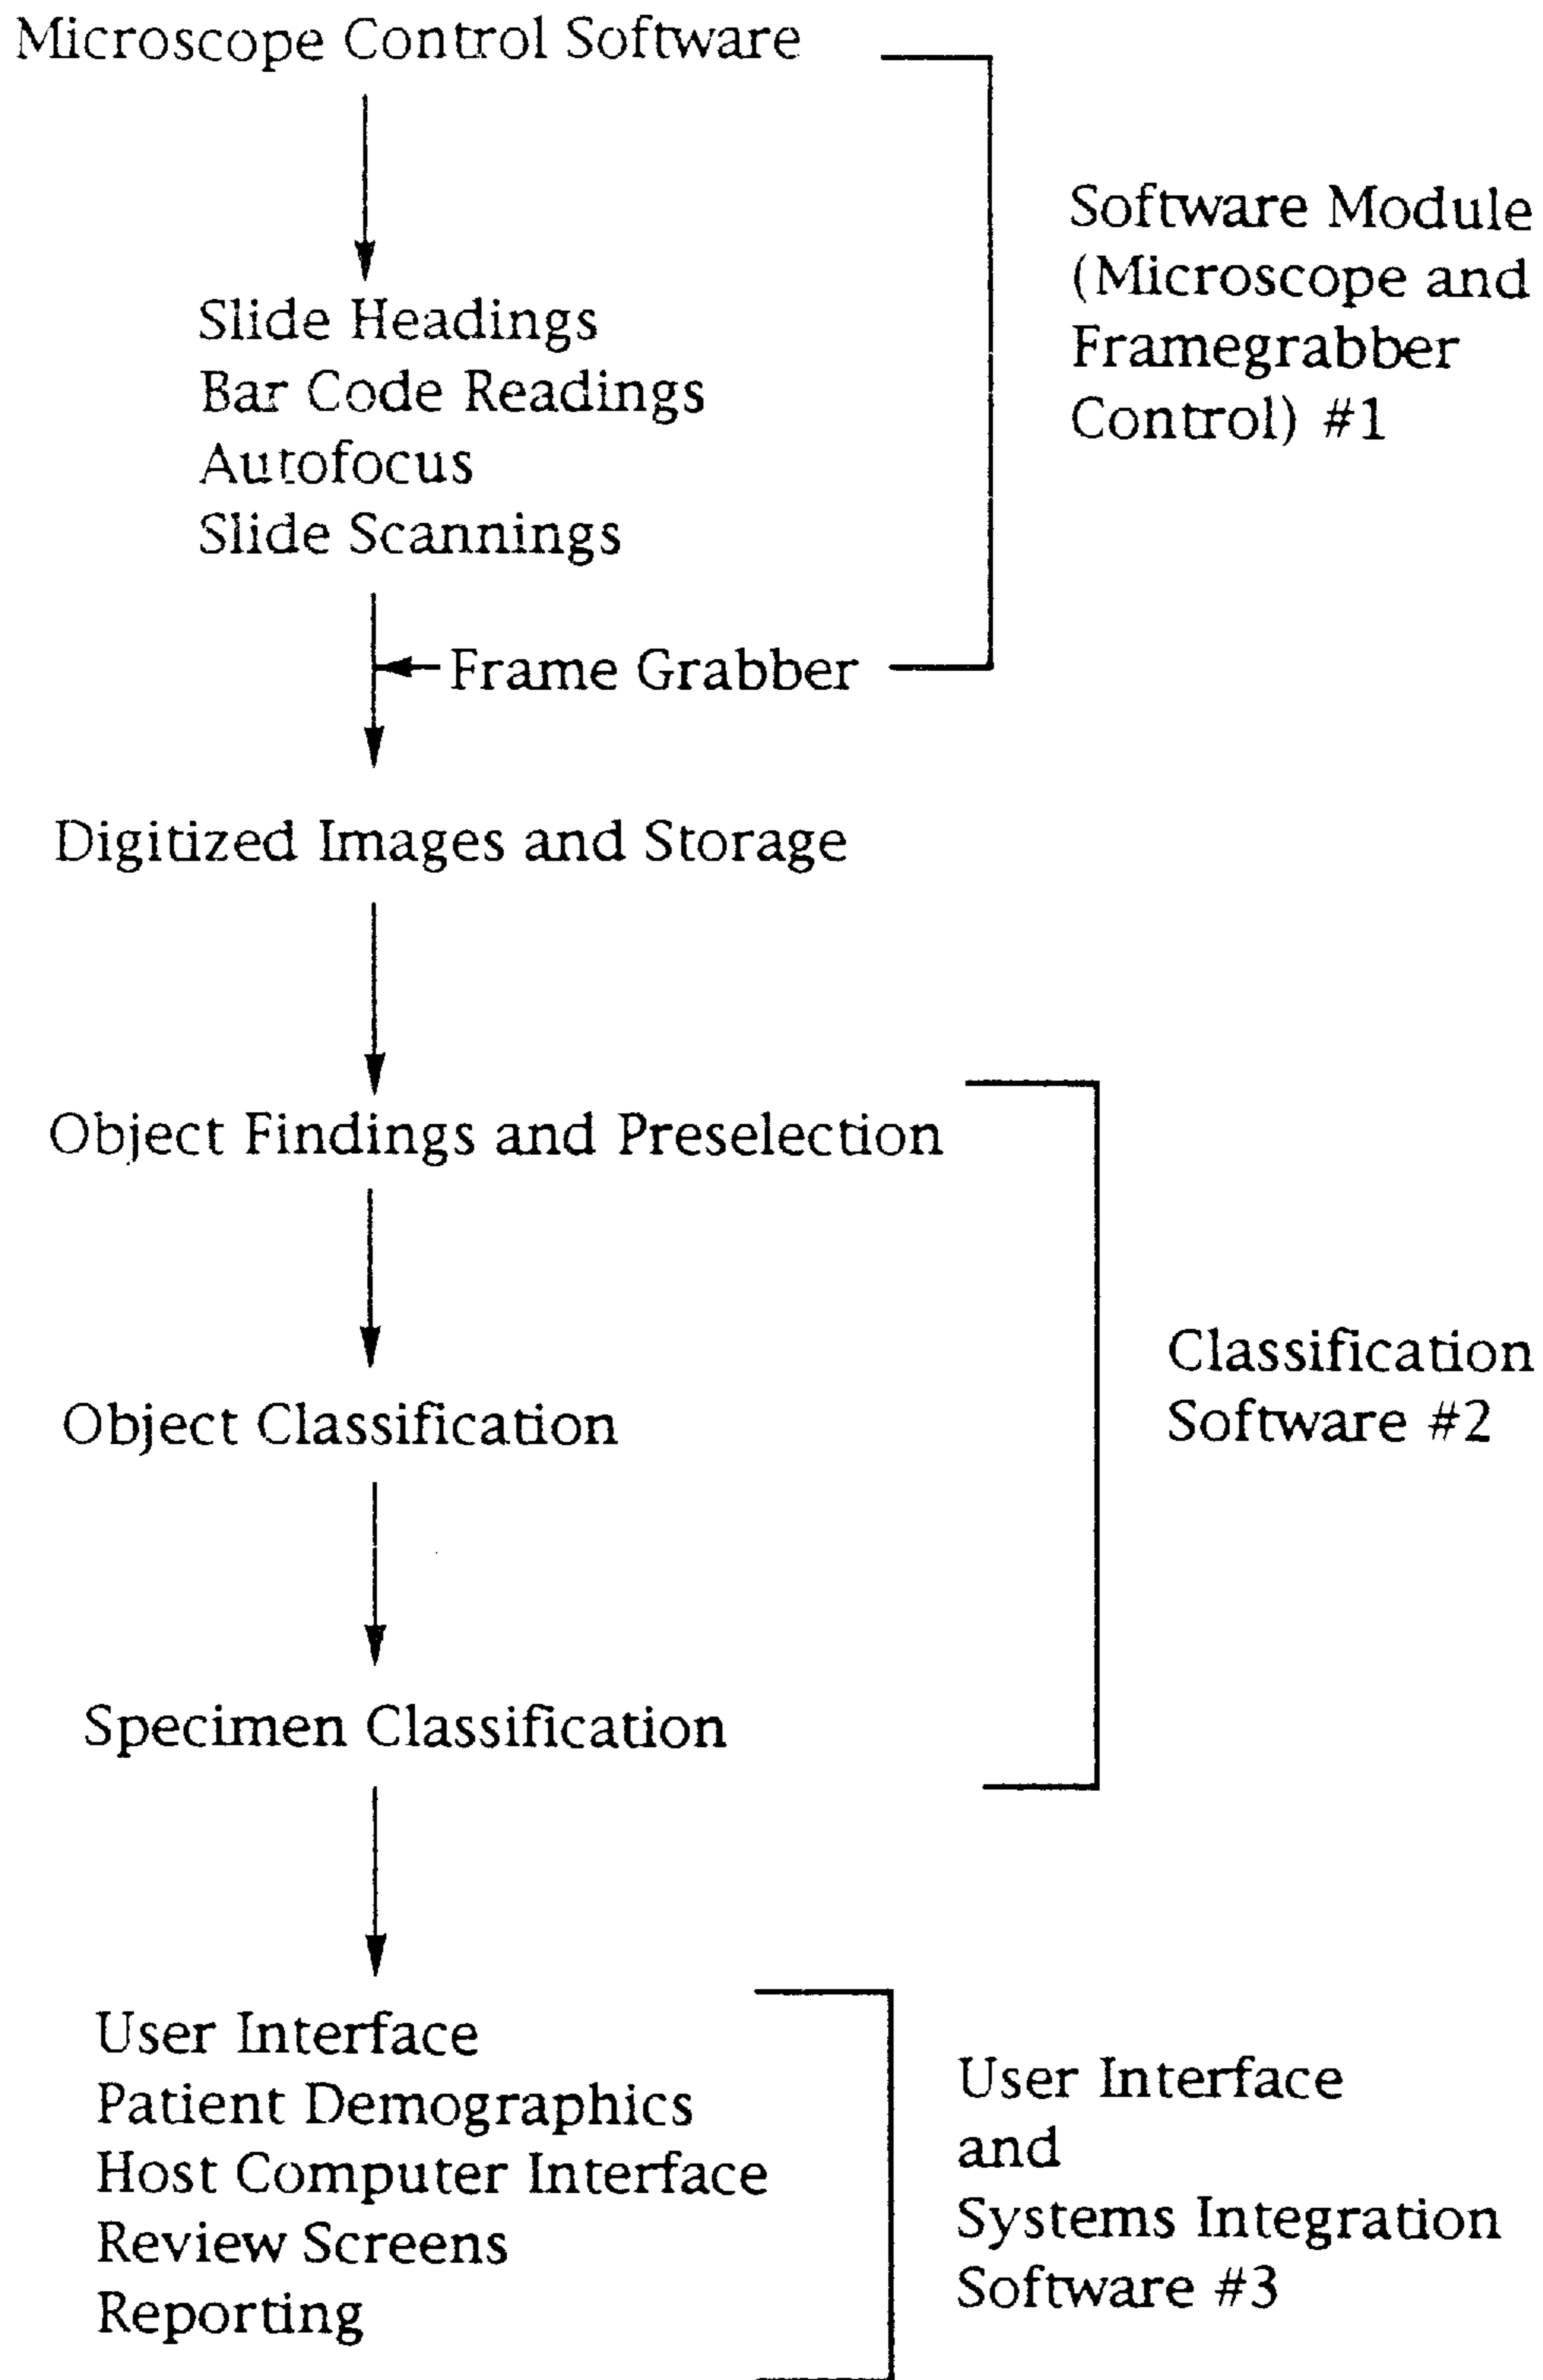 Microscope Control Software
Software Module
(Microscope and
Framegrabber
Control) #1
Slide Headings
Bar Code Readings
Autofocus
Slide Scannings
Frame Grabber
Digitized Images and Storage
Object Findings and Preselection
Object Classification
Classification
Software #2
Specimen Classification
User Interface
Patient Demographics
Host Computer Interface
Review Screens
Reporting
User Interface
and
Systems Integration
Software #3